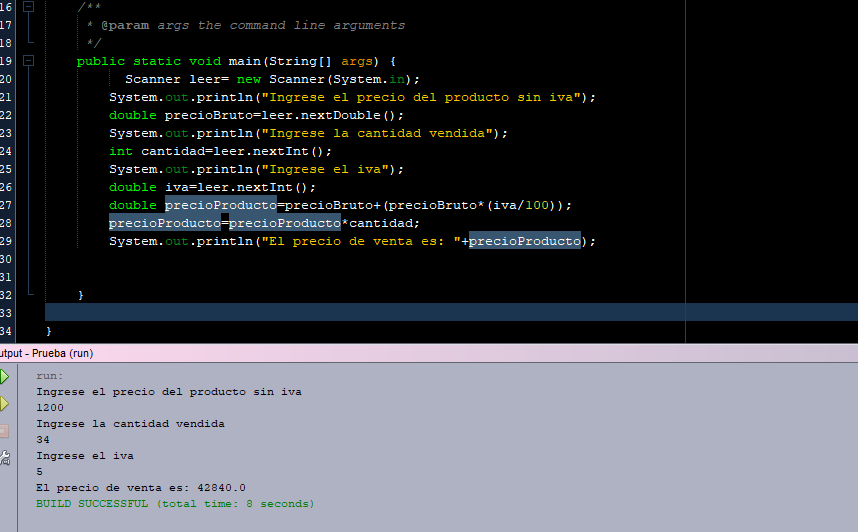 16 /**
17 * @param args the command line arguments
18 */
19 public static void main(String[] args) {
20 Scanner leer= new Scanner(System.in);
21 System.out.println("Ingrese el precio del producto sin iva");
22 double precioBruto=leer.nextDouble();
23 System.out.println("Ingrese la cantidad vendida");
24 int cantidad=leer.nextInt();
25 System.out.println("Ingrese el iva");
26 double iva=leer.nextInt();
27 double precioProducto=precioBruto+(precioBruto*(iva/100));
28 precioProducto=precioProducto*cantidad;
29 System.out.println("El precio de venta es: "+precioProducto);
30
31
32 }
33
34 }
utput - Prueba (run)
run:
Ingrese el precio del producto sin iva
1200
Ingrese la cantidad vendida
34
Ingrese el iva
5
El precio de venta es: 42840.0
BUILD SUCCESSFUL (total time: 8 seconds)